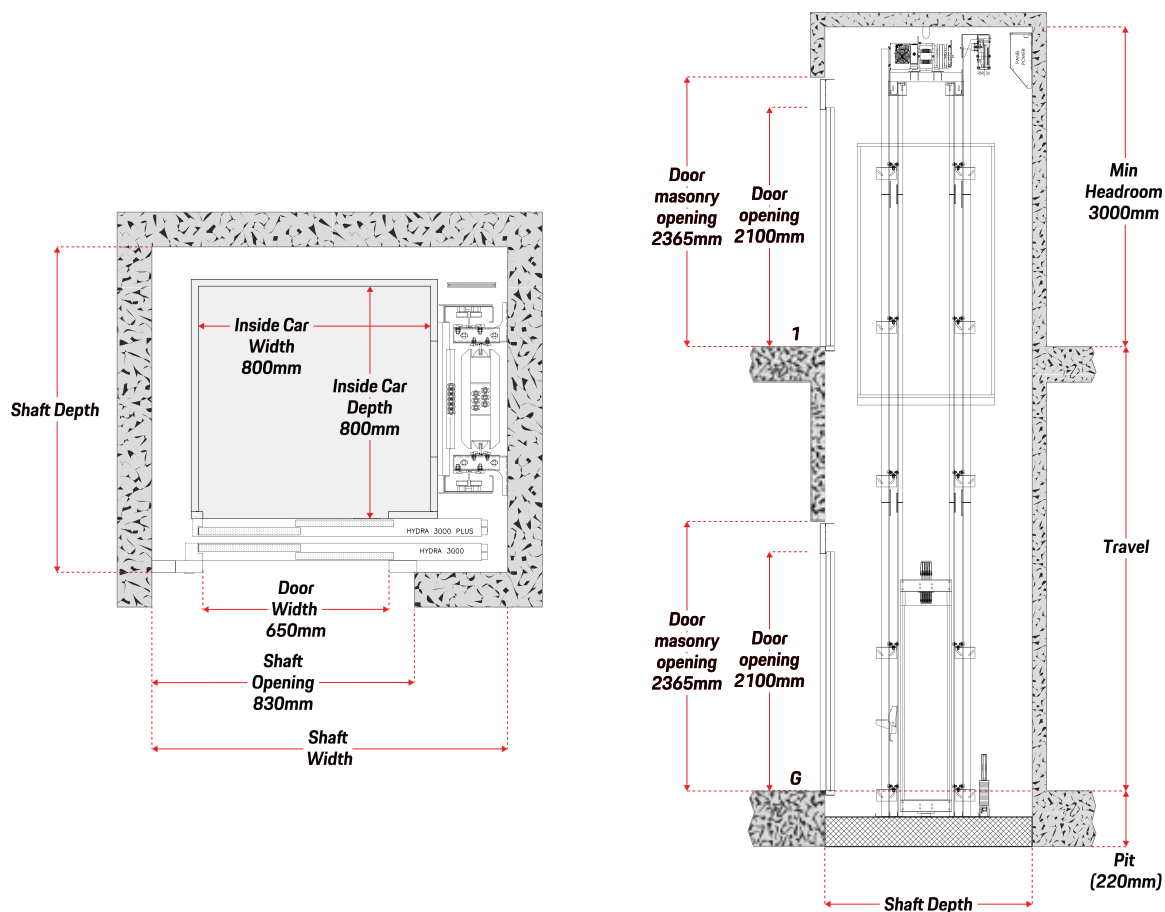 Shaft Depth
Inside Car
Width
800mm
Inside Car
Depth
800mm
HYDRA 3000 PLUS
HYDRA 3000
Door
Width
650mm
Shaft
Opening
830mm
Shaft
Width
PANEL
POWER
Door
masonry
opening
2365mm
Door
opening
2100mm
1
Min
Headroom
3000mm
Travel
Door
masonry
opening
2365mm
Door
opening
2100mm
G
Pit
(220mm)
Shaft Depth